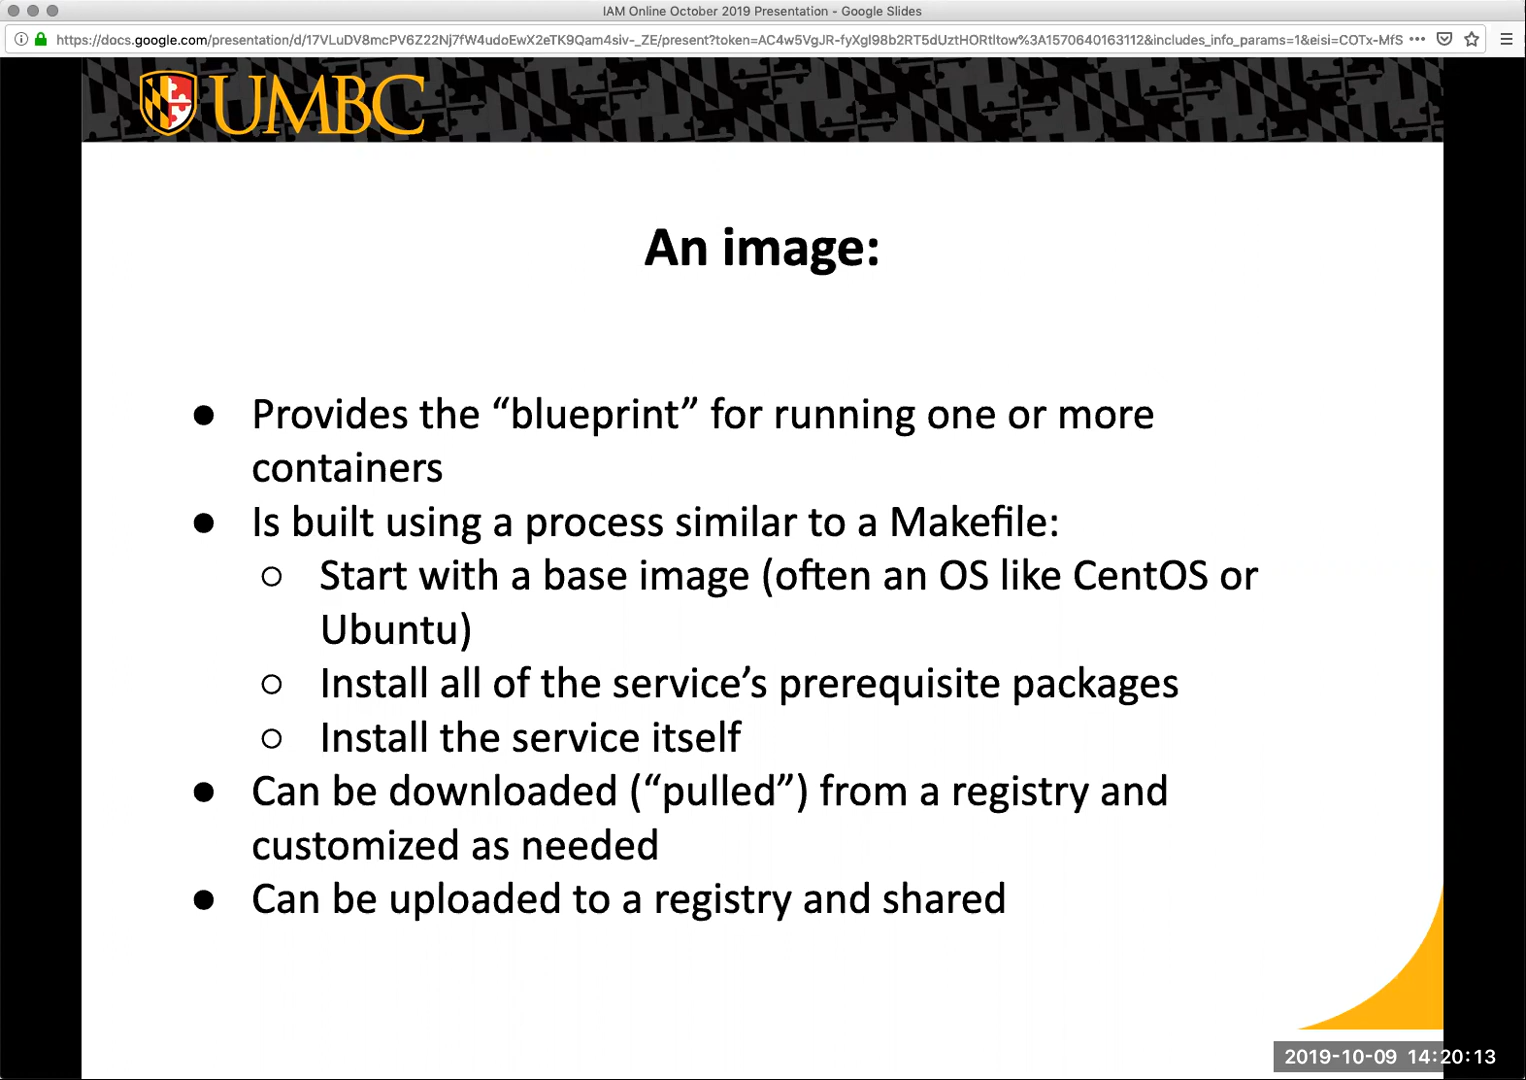 IAM Online October 2019 Presentation - Google Slides
https://docs.google.com/presentation/d/17VLuDV8mcPV6Z22Nj7fW4udoEwX2eTK9Qam4siv-_ZE/present?token=AC4w5VgJR-fyXgl98b2RT5dUztHORtltow%3A1570640163112&includes_info_params=1&eisi=COTx-MfS
UMBC
An image:
● Provides the “blueprint” for running one or more
containers
● Is built using a process similar to a Makefile:
○ Start with a base image (often an OS like CentOS or
Ubuntu)
○ Install all of the service’s prerequisite packages
○ Install the service itself
● Can be downloaded (“pulled”) from a registry and
customized as needed
● Can be uploaded to a registry and shared
2019-10-09 14:20:13